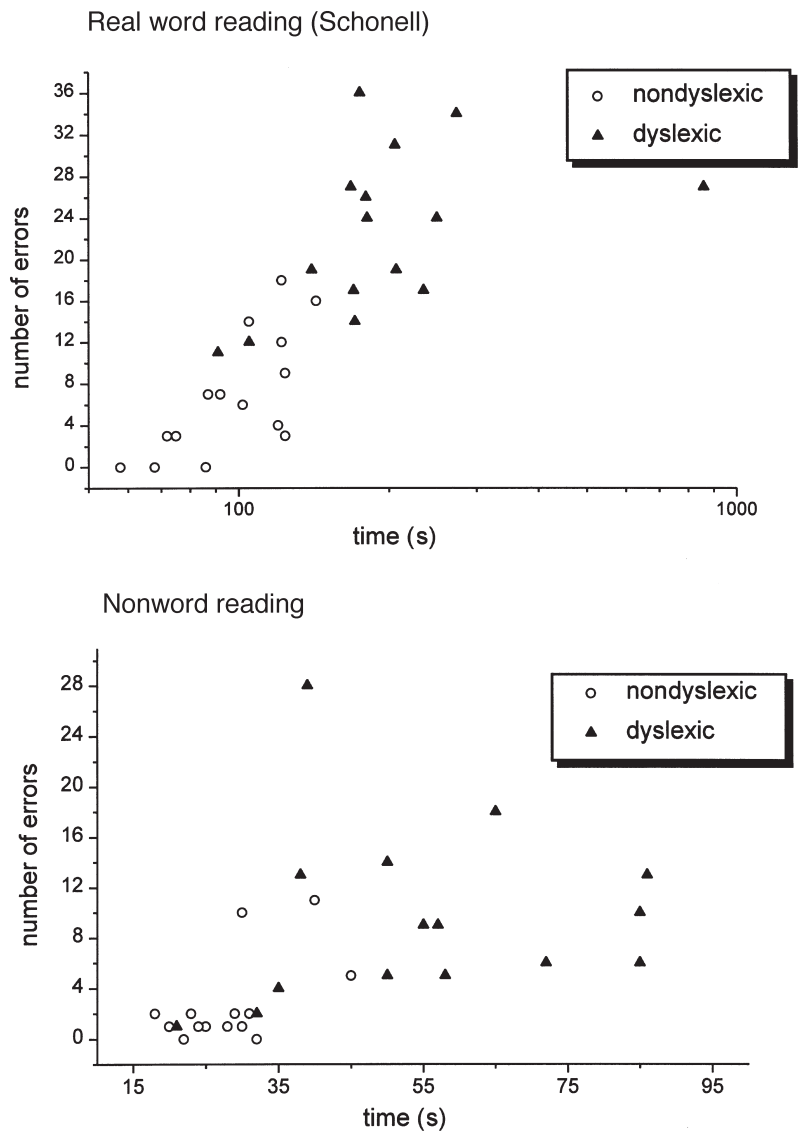 Real word reading (Schonell)
nondyslexic
dyslexic
36
32
28
24
20
16
12
8
4
0
number of errors
100
1000
time (s)
Nonword reading
nondyslexic
dyslexic
28
24
20
16
12
8
4
0
number of errors
15
35
55
75
95
time (s)